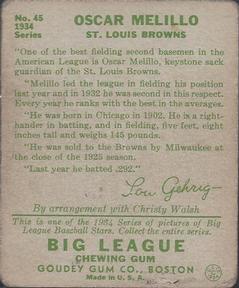 No. 45
1934
Series
OSCAR MELILLO
ST. LOUIS BROWNS
"One of the best fielding second basemen in the
American League is Oscar Melillo, keystone sack
guardian of the St. Louis Browns.
"Melillo led the league in fielding his position
last year and in 1932 he was second in this respect.
Every year he ranks with the best in the averages.
"He was born in Chicago in 1902. He is a right-
hander in batting, and in fielding, five feet, eight
inches tall and weighs 145 pounds.
"He was sold to the Browns by Milwaukee at
the close of the 1925 season.
"Last year he batted .292."
Lou Gehrig
By arrangement with Christy Walsh
This is one of the 1934 Series of pictures of Big
League Baseball Stars. Collect the entire series.
BIG LEAGUE
CHEWING GUM
GOUDEY GUM CO., BOSTON
Made in U. S. A.